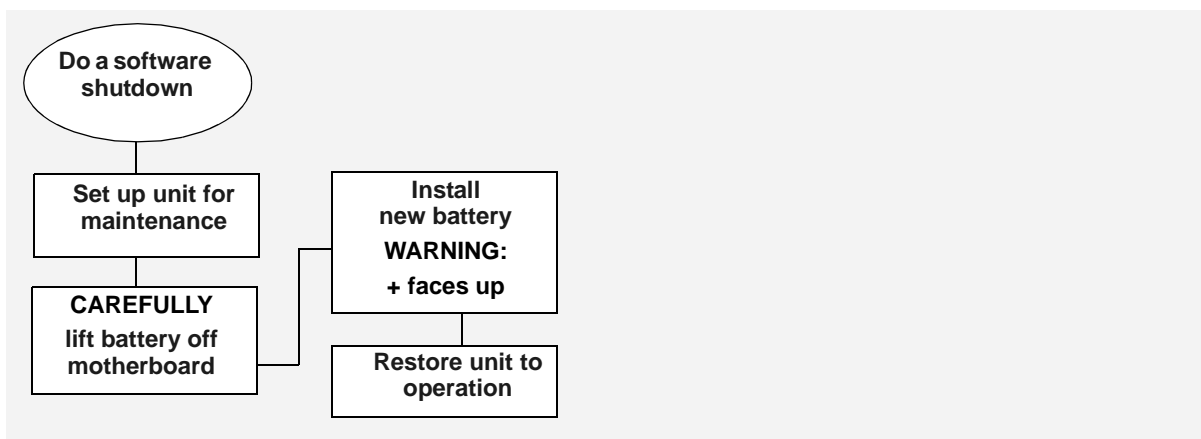 Do a software
shutdown
Set up unit for
maintenance
CAREFULLY
lift battery off
motherboard
Install
new battery
WARNING:
+ faces up
Restore unit to
operation